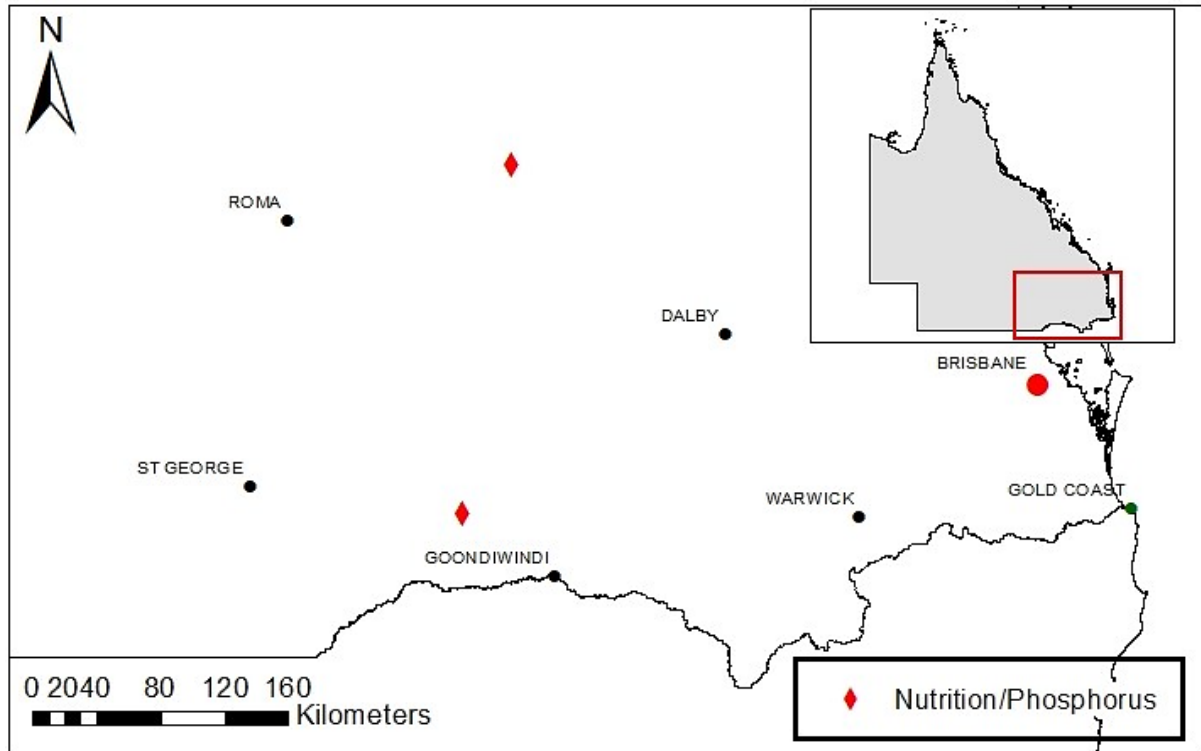 N
ROMA
DALBY
BRISBANE
ST GEORGE
WARWICK
GOLD COAST
GOONDIWINDI
0 2040 80 120 160
Kilometers
Nutrition/Phosphorus